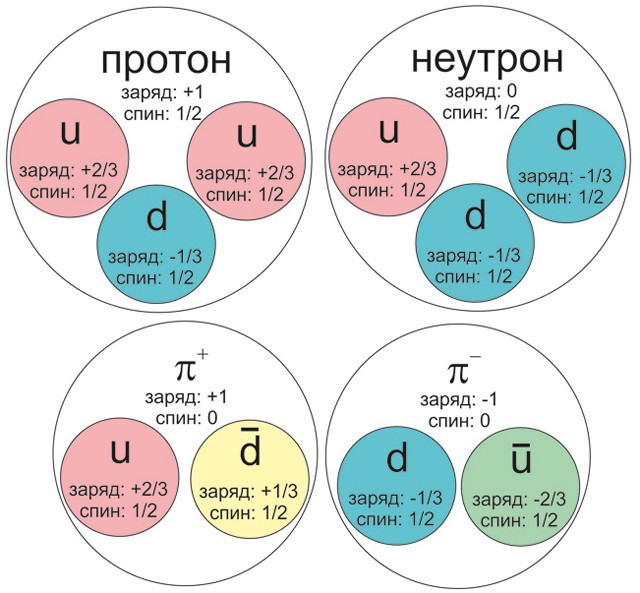 протон
заряд: +1
спин: 1/2
u
заряд: +2/3
спин: 1/2
u
заряд: +2/3
спин: 1/2
d
заряд: -1/3
спин: 1/2
неутрон
заряд: 0
спин: 1/2
u
заряд: +2/3
спин: 1/2
d
заряд: -1/3
спин: 1/2
d
заряд: -1/3
спин: 1/2
π⁺
заряд: +1
спин: 0
u
заряд: +2/3
спин: 1/2
d̄
заряд: +1/3
спин: 1/2
π⁻
заряд: -1
спин: 0
d
заряд: -1/3
спин: 1/2
ū
заряд: -2/3
спин: 1/2